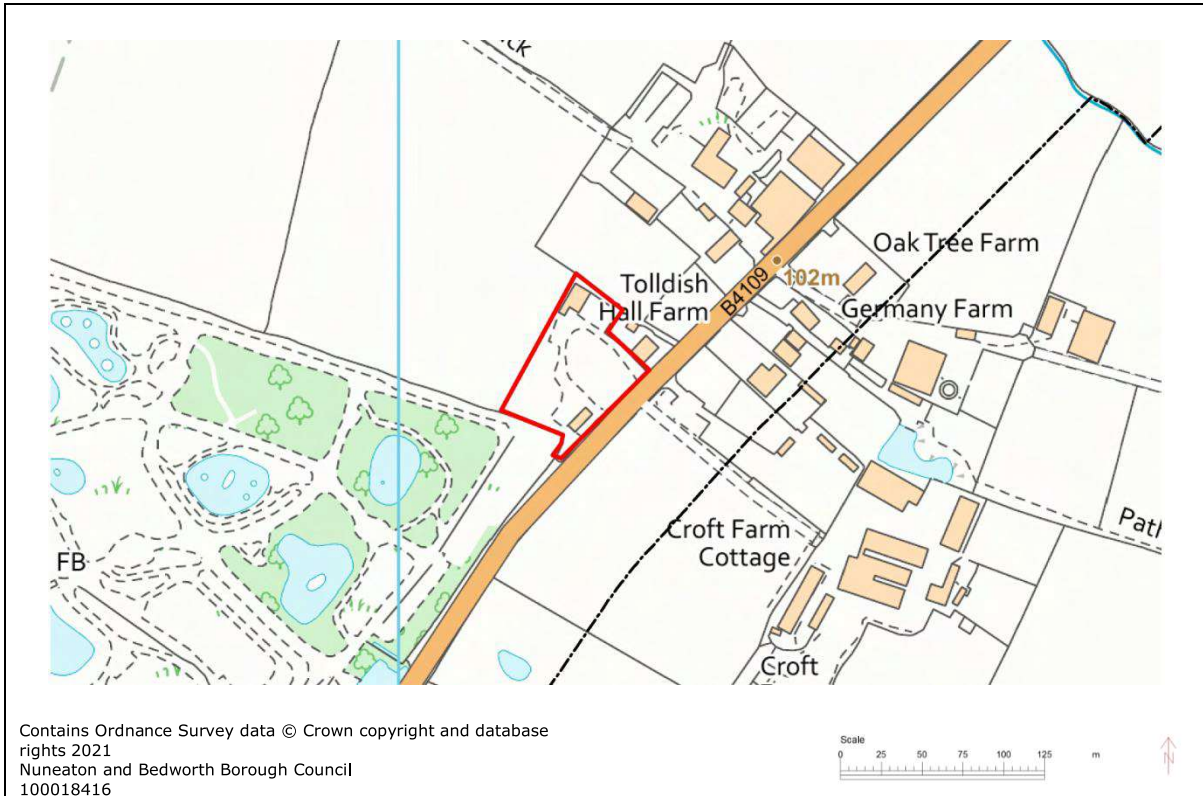 Oak Tree Farm
B4109
102m
Tolldish
Hall Farm
Germany Farm
Croft Farm
Cottage
FB
Croft
Contains Ordnance Survey data © Crown copyright and database
rights 2021
Nuneaton and Bedworth Borough Council
100018416
Scale
0 25 50 75 100 125 m
N